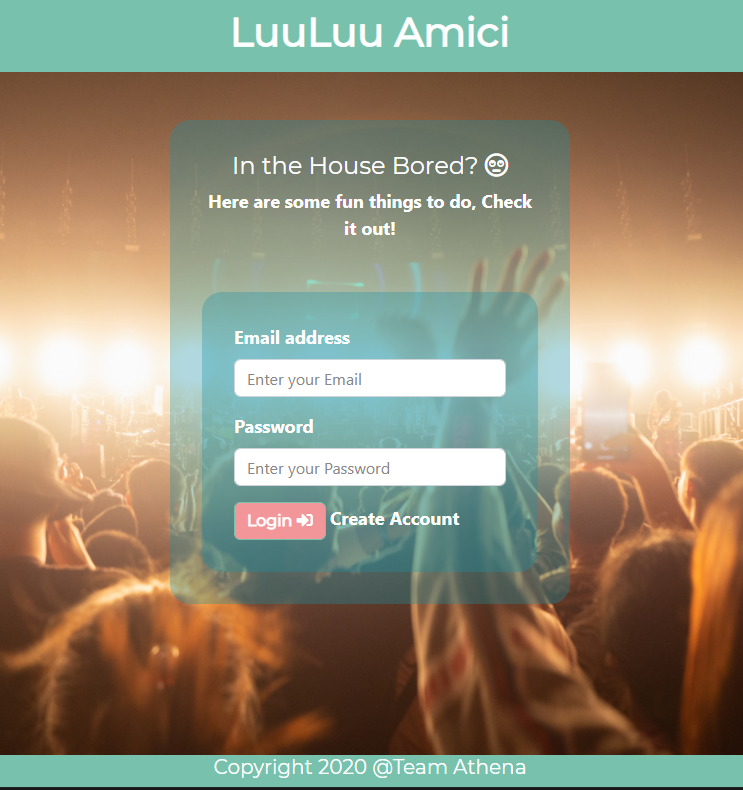 LuuLuu Amici
In the House Bored?
Here are some fun things to do, Check
it out!
Email address
Enter your Email
Password
Enter your Password
Login Create Account
Copyright 2020 @Team Athena